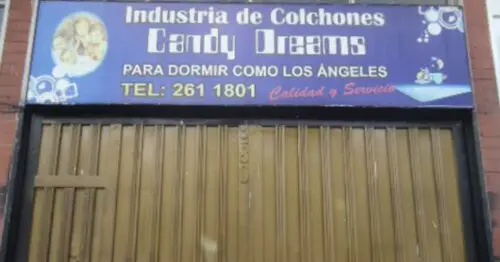 Industria de Colchones
Candy Dreams
PARA DORMIR COMO LOS ÁNGELES
TEL: 261 1801 Calidad y Servicio